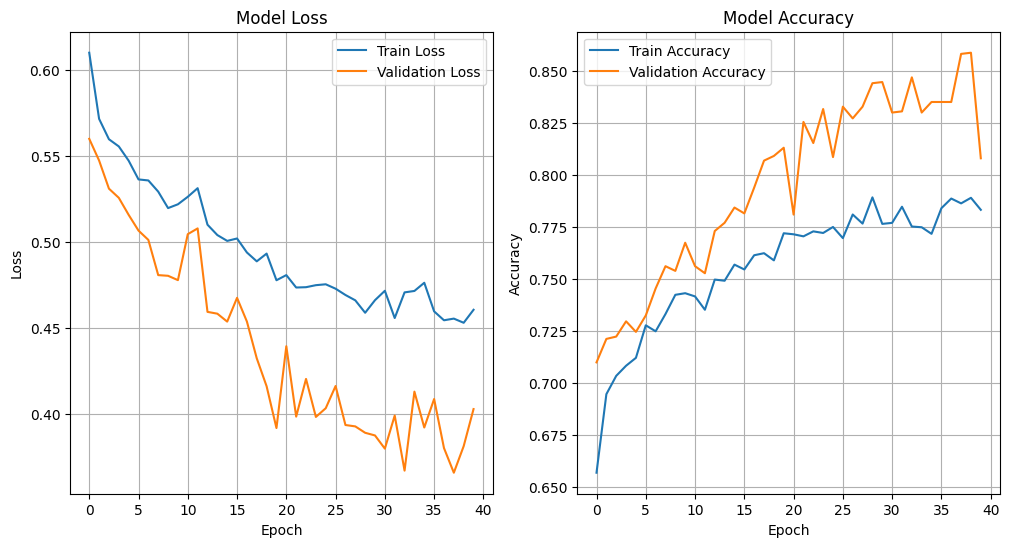 Model Loss
Train Loss
Validation Loss
0.60
0.55
0.50
0.45
0.40
Loss
0 5 10 15 20 25 30 35 40
Epoch
Model Accuracy
Train Accuracy
Validation Accuracy
0.850
0.825
0.800
0.775
0.750
0.725
0.700
0.675
0.650
Accuracy
0 5 10 15 20 25 30 35 40
Epoch